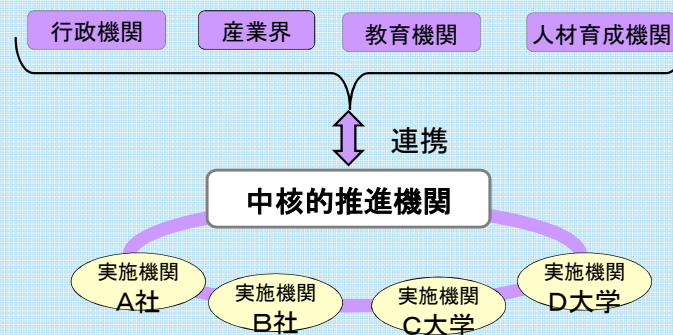 行政機関
産業界
教育機関
人材育成機関
連携
中核的推進機関
実施機関
A社
実施機関
B社
実施機関
C大学
実施機関
D大学